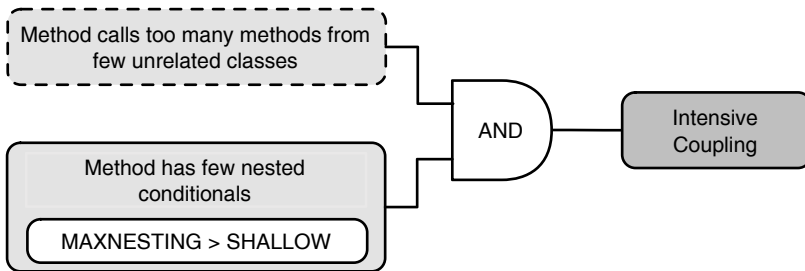 Method calls too many methods from
few unrelated classes
AND
Intensive
Coupling
Method has few nested
conditionals
MAXNESTING > SHALLOW